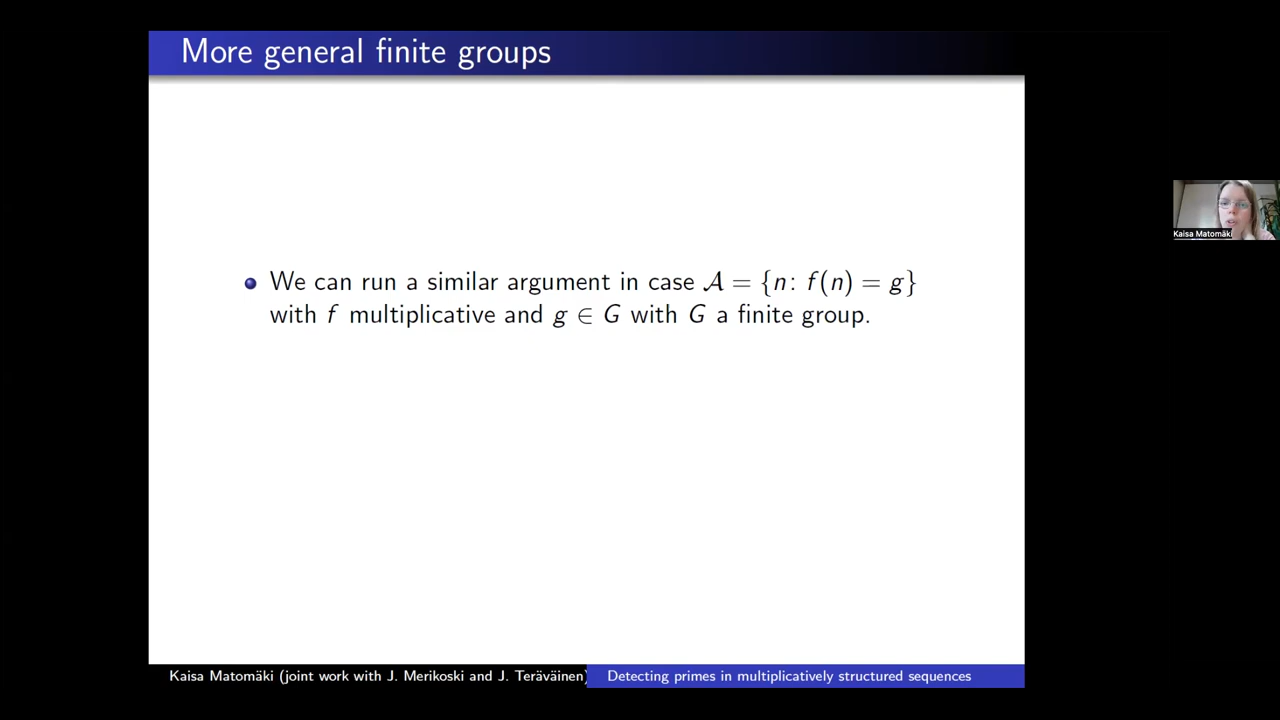 More general finite groups
We can run a similar argument in case 𝒜 = {n: f(n) = g}
with f multiplicative and g ∈ G with G a finite group.
Kaisa Matomäki
Kaisa Matomäki (joint work with J. Merikoski and J. Teräväinen)
Detecting primes in multiplicatively structured sequences